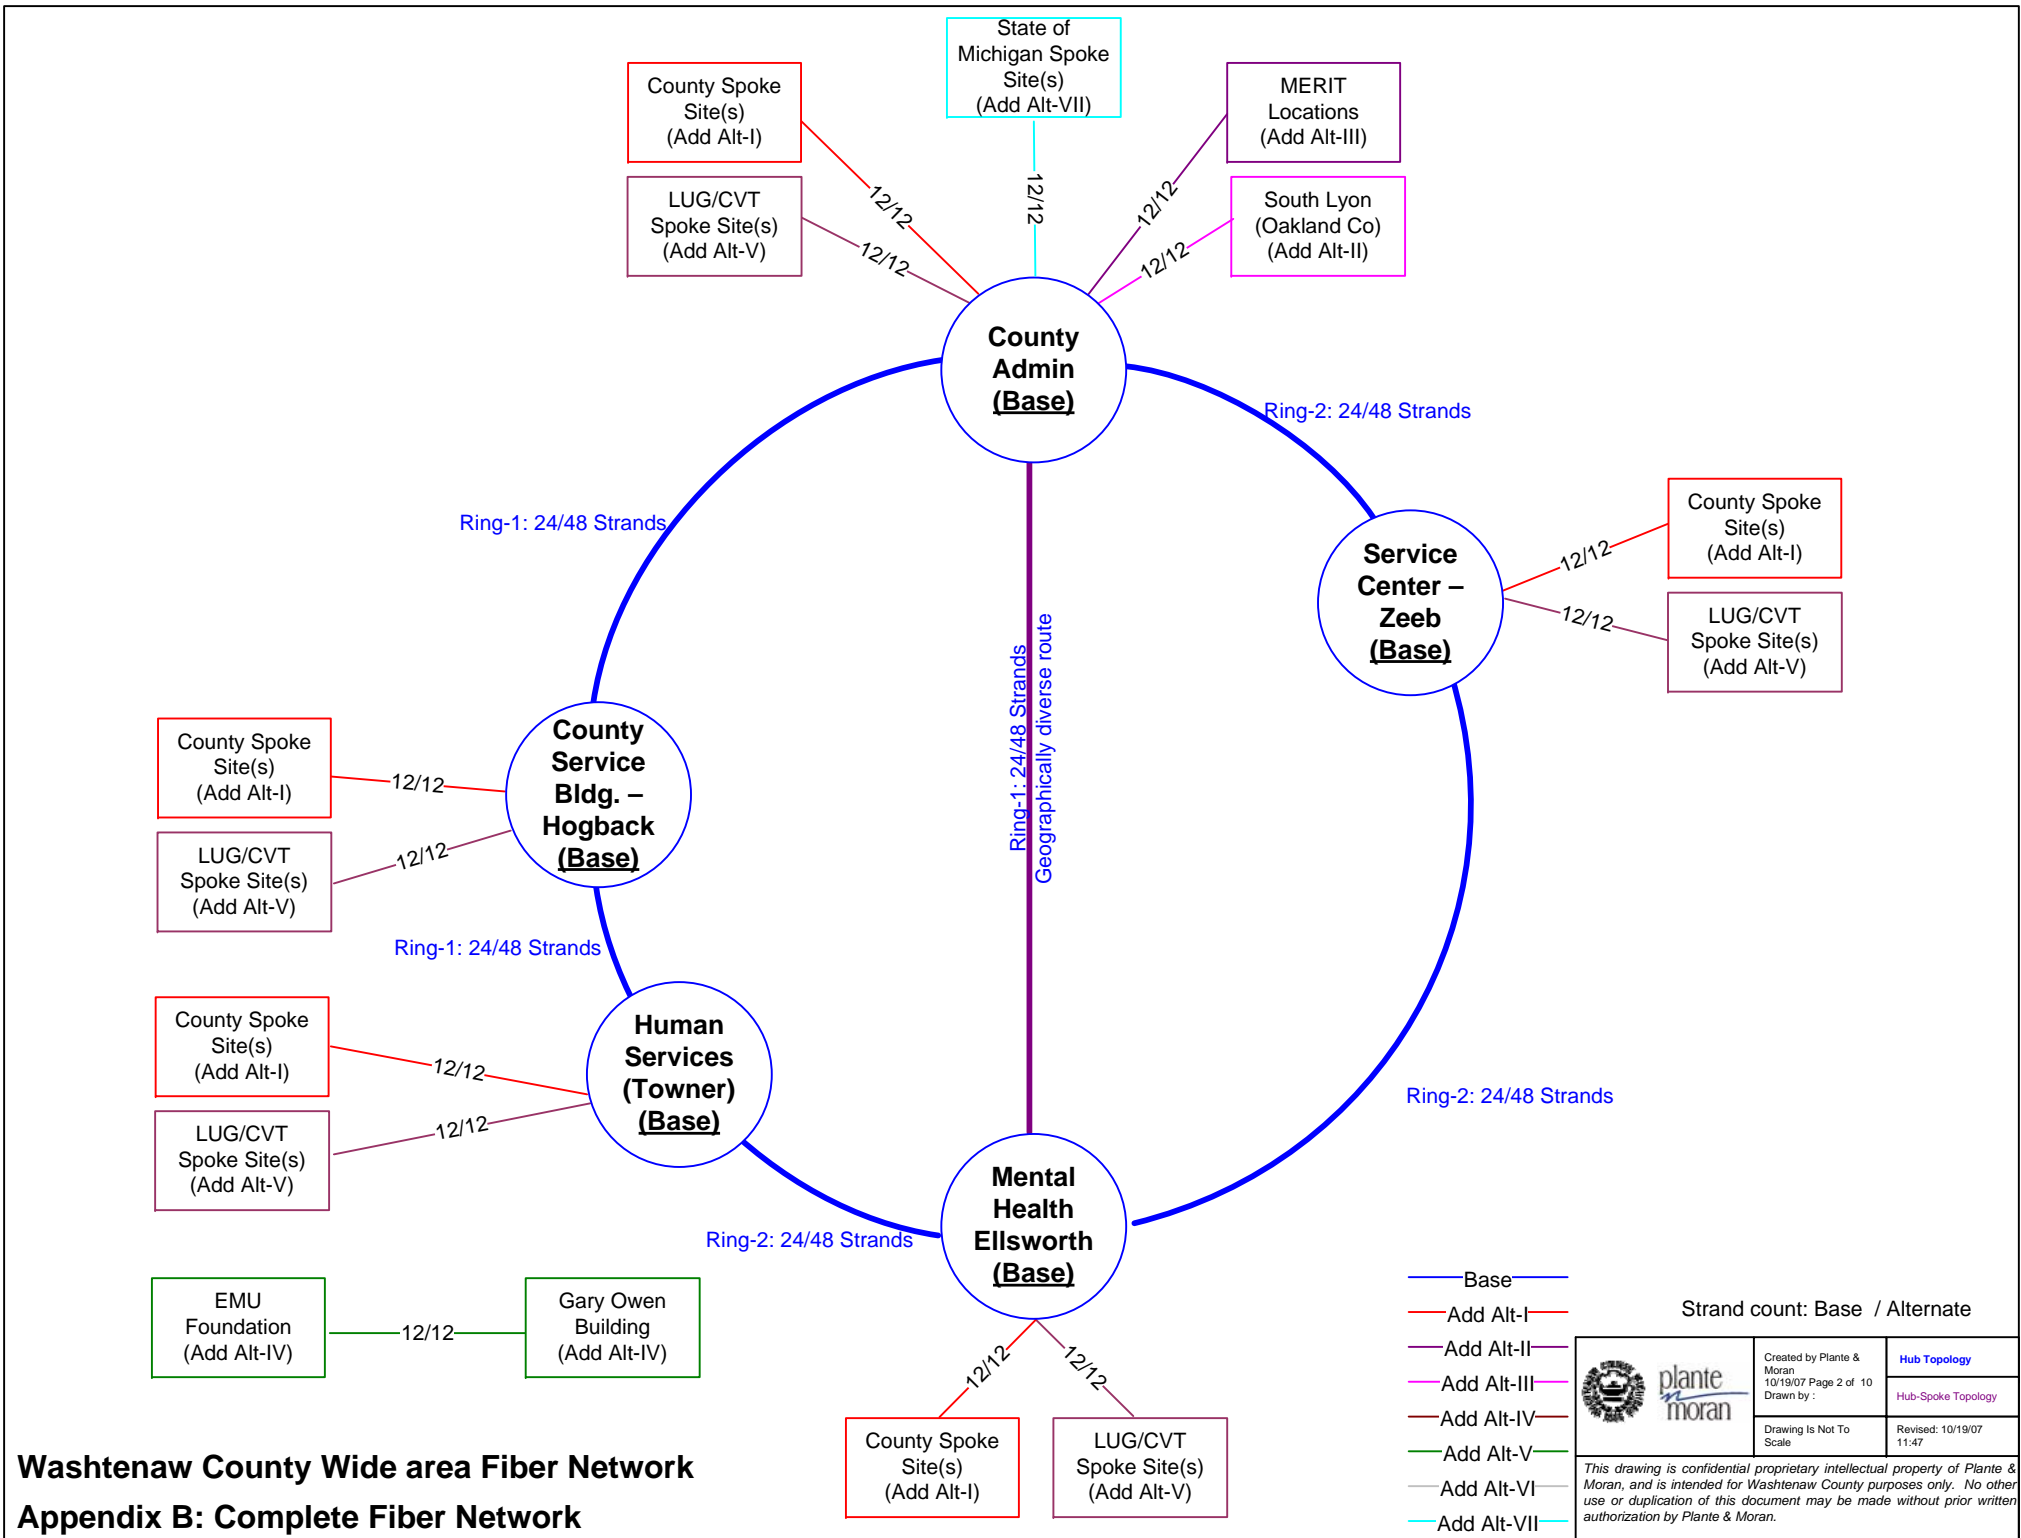 State of
Michigan Spoke
Site(s)
(Add Alt-VII)
County Spoke
Site(s)
(Add Alt-I)
MERIT
Locations
(Add Alt-III)
LUG/CVT
Spoke Site(s)
(Add Alt-V)
South Lyon
(Oakland Co)
(Add Alt-II)
12/12
12/12
12/12
12/12
12/12
County
Admin
(Base)
Ring-2: 24/48 Strands
Ring-1: 24/48 Strands
County Spoke
Site(s)
(Add Alt-I)
Service
Center –
Zeeb
(Base)
12/12
12/12
LUG/CVT
Spoke Site(s)
(Add Alt-V)
Ring-1: 24/48 Strands
Geographically diverse route
County Spoke
Site(s)
(Add Alt-I)
12/12
County
Service
Bldg. –
Hogback
(Base)
LUG/CVT
Spoke Site(s)
(Add Alt-V)
12/12
Ring-1: 24/48 Strands
County Spoke
Site(s)
(Add Alt-I)
12/12
Human
Services
(Towner)
(Base)
LUG/CVT
Spoke Site(s)
(Add Alt-V)
12/12
Ring-2: 24/48 Strands
Ring-2: 24/48 Strands
Mental
Health
Ellsworth
(Base)
EMU
Foundation
(Add Alt-IV)
12/12
Gary Owen
Building
(Add Alt-IV)
12/12
12/12
County Spoke
Site(s)
(Add Alt-I)
LUG/CVT
Spoke Site(s)
(Add Alt-V)
Base
Add Alt-I
Add Alt-II
Add Alt-III
Add Alt-IV
Add Alt-V
Add Alt-VI
Add Alt-VII
Strand count: Base / Alternate
plante
moran
Created by Plante &
Moran
10/19/07 Page 2 of 10
Drawn by :
Hub Topology
Hub-Spoke Topology
Drawing Is Not To
Scale
Revised: 10/19/07
11:47
This drawing is confidential proprietary intellectual property of Plante &
Moran, and is intended for Washtenaw County purposes only. No other
use or duplication of this document may be made without prior written
authorization by Plante & Moran.
Washtenaw County Wide area Fiber Network
Appendix B: Complete Fiber Network